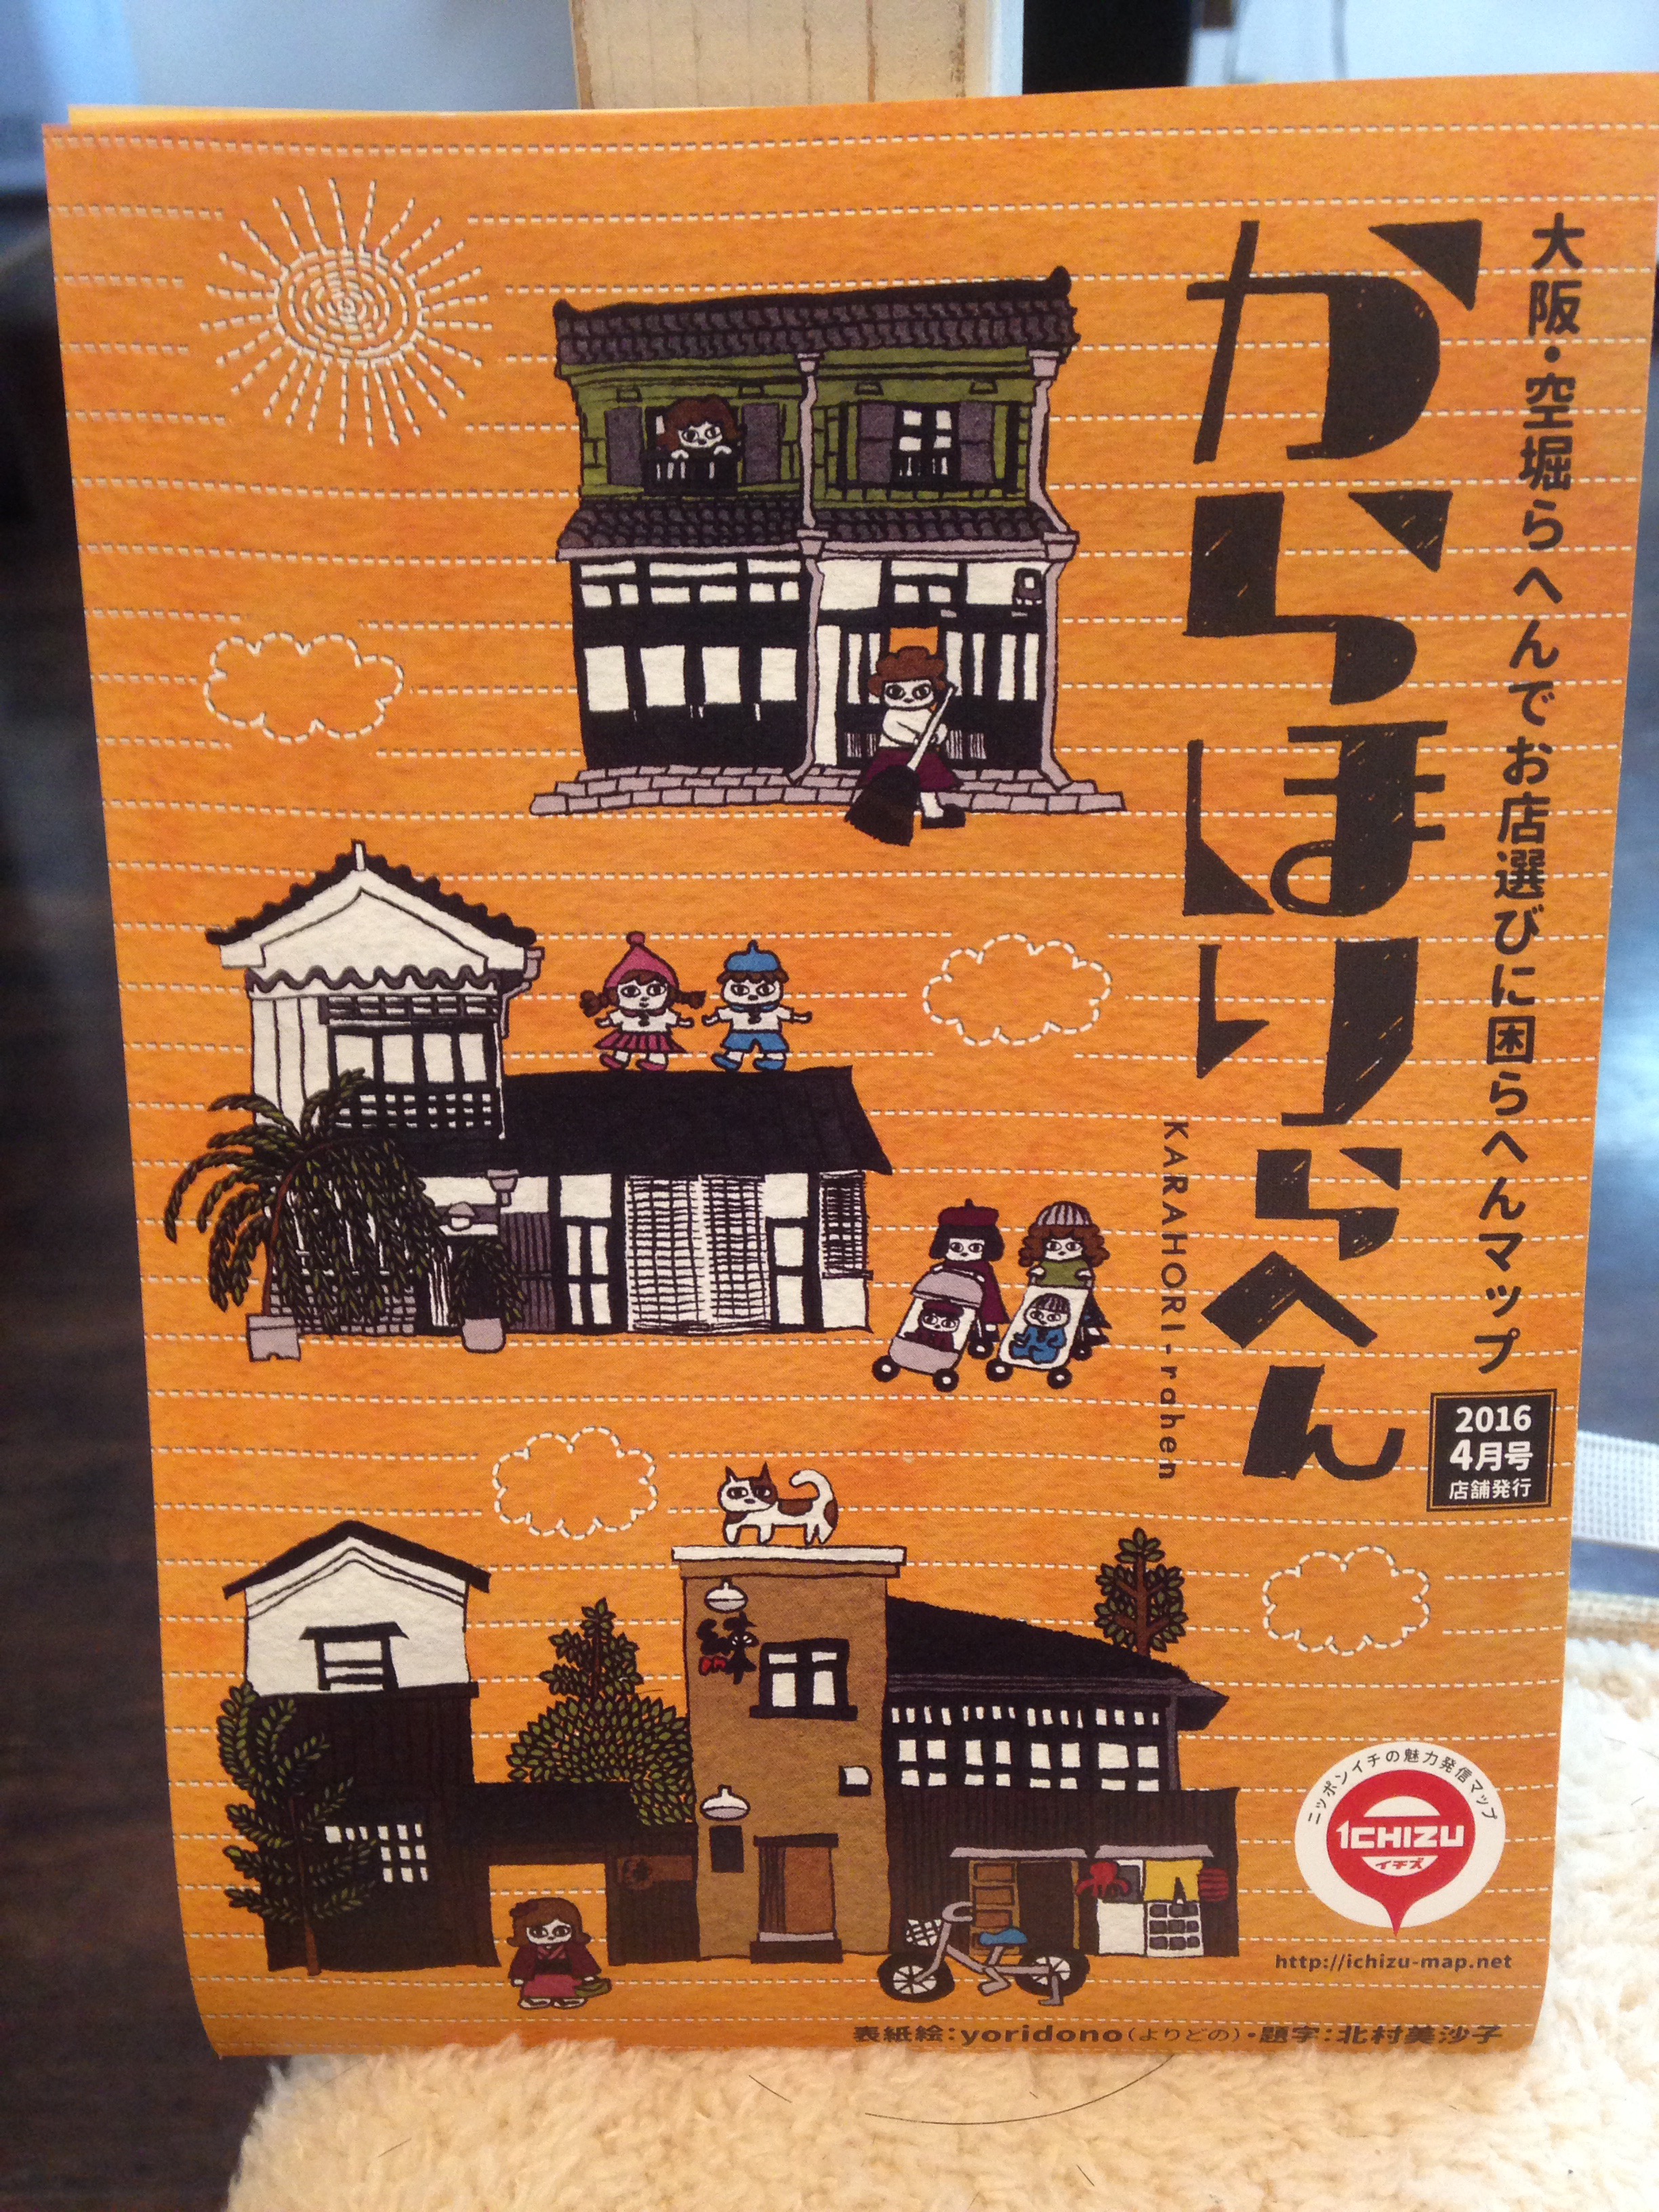 大阪・空堀らへんでお店選びに困らへんマップ
からほりらへん
KARAHORI-rahen
2016
4月号
店舗発行
ニッポンイチの魅力発信マップ
1CHIZU
イチズ
http://ichizu-map.net
表紙絵：yoridono（よりどの）・題字：北村美沙子